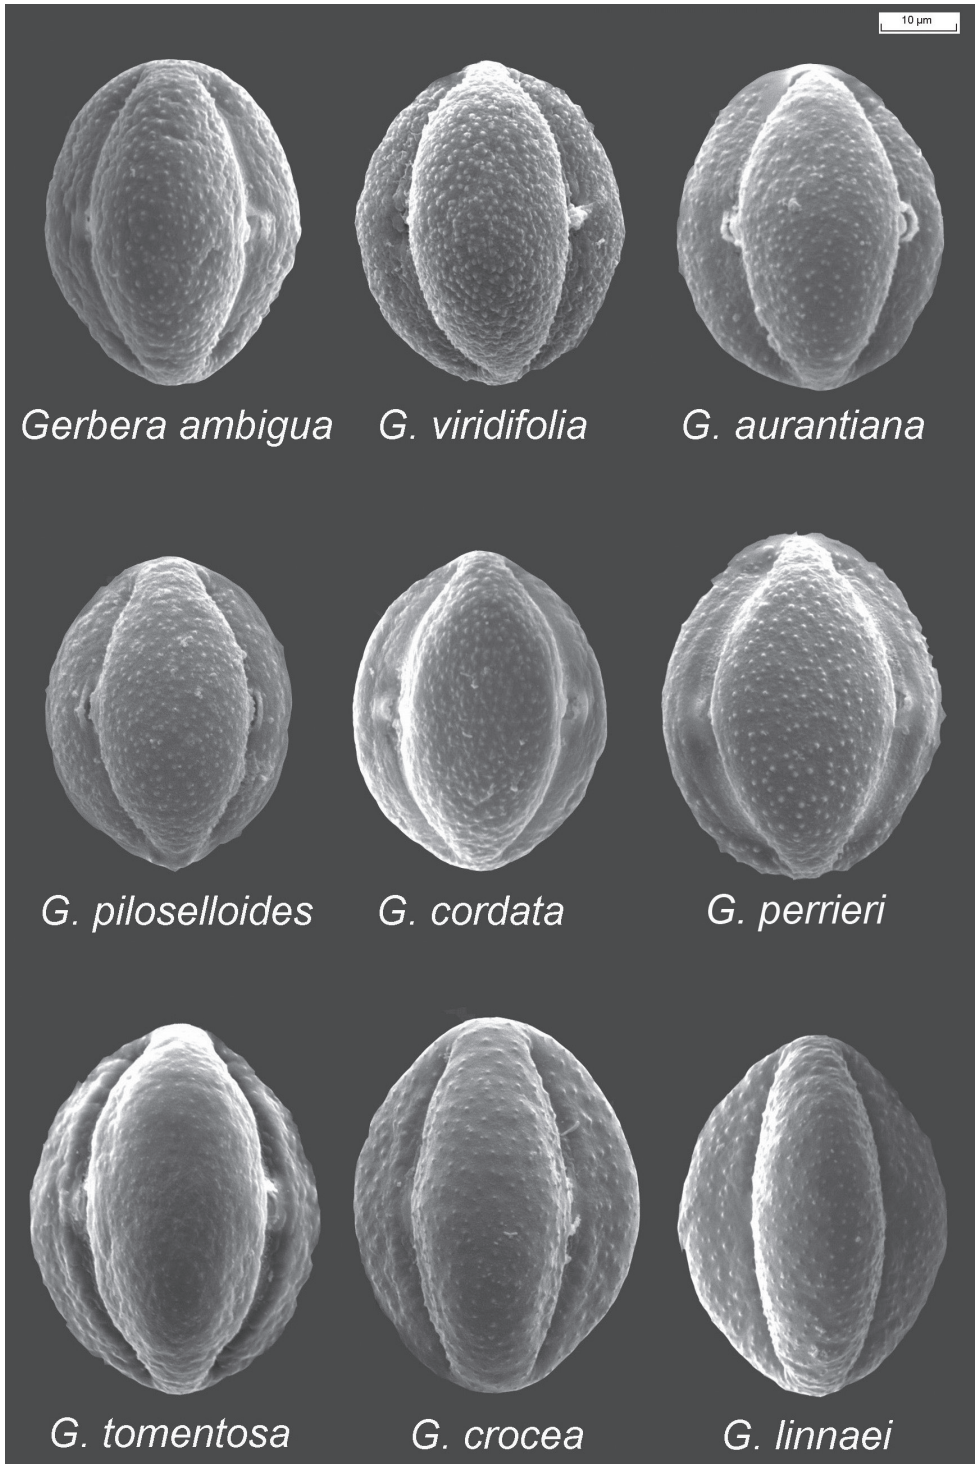 10 µm
Gerbera ambigua
G. viridifolia
G. aurantiana
G. piloselloides
G. cordata
G. perrieri
G. tomentosa
G. crocea
G. linnaei